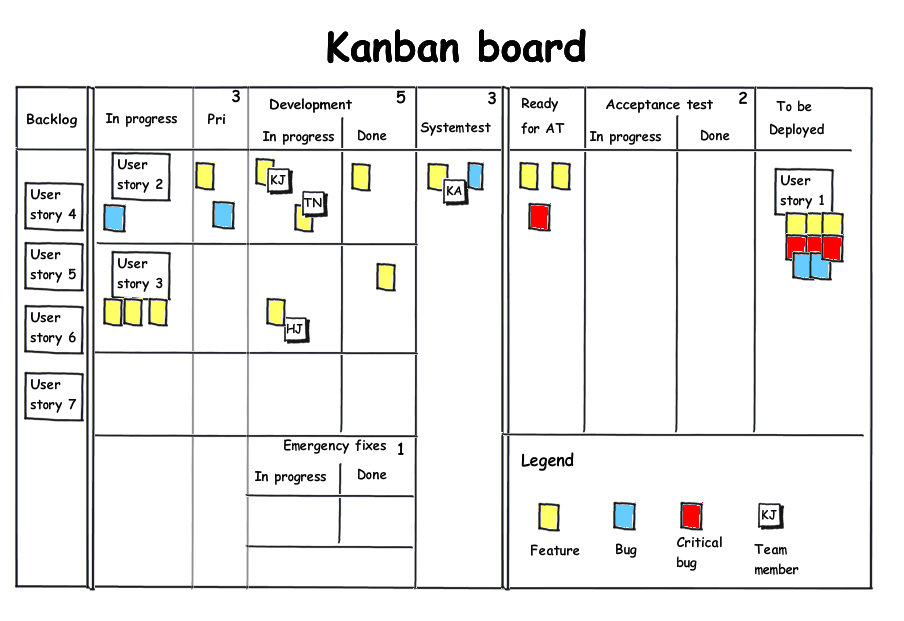 Kanban board
Backlog
In progress
3
Pri
Development
5
In progress
Done
3
Systemtest
Ready
for AT
Acceptance test
2
In progress
Done
To be
Deployed
User
story 4
User
story 5
User
story 6
User
story 7
User
story 2
User
story 3
KJ
TN
HJ
KA
User
story 1
Emergency fixes
1
In progress
Done
Legend
Feature
Bug
Critical
bug
KJ
Team
member